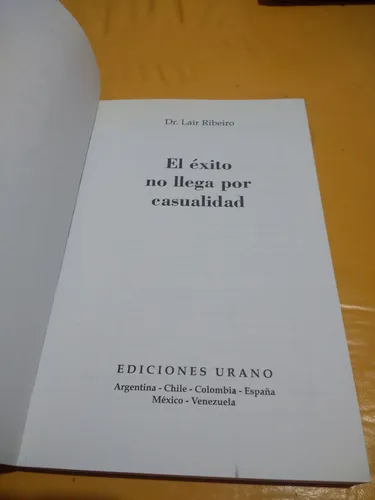 Dr. Lair Ribeiro
El éxito
no llega por
casualidad
EDICIONES URANO
Argentina - Chile - Colombia - España
México - Venezuela